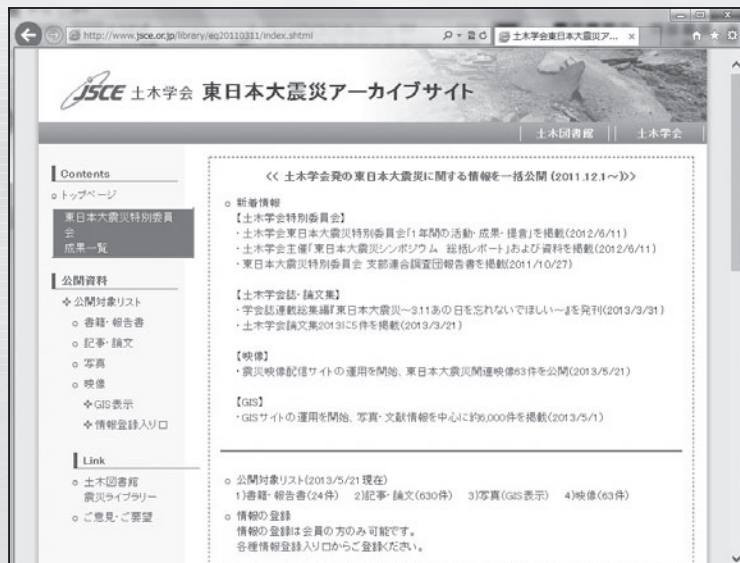 http://www.jsce.or.jp/library/eq20110311/index.shtml
土木学会東日本大震災ア...
JSCE 土木学会 東日本大震災アーカイブサイト
土木図書館 土木学会
Contents
トップページ
東日本大震災特別委員
会
成果一覧
公開資料
公開対象リスト
書籍・報告書
記事・論文
写真
映像
GIS表示
情報登録入り口
Link
土木図書館
震災ライブラリー
ご意見・ご要望
<< 土木学会発の東日本大震災に関する情報を一括公開 (2011.12.1～)>>
新着情報
【土木学会特別委員会】
・土木学会東日本大震災特別委員会「1年間の活動・成果・提言」を掲載(2012/6/11)
・土木学会主催「東日本大震災シンポジウム 総括レポート」および資料を掲載(2012/6/11)
・東日本大震災特別委員会 支部連合調査団報告書を掲載(2011/10/27)
【土木学会誌・論文集】
・学会誌連載総集編『東日本大震災～3.11あの日を忘れないでほしい～』を発刊(2013/3/31)
・土木学会論文集2013に5件を掲載(2013/3/21)
【映像】
・震災映像配信サイトの運用を開始、東日本大震災関連映像63件を公開(2013/5/21)
【GIS】
・GISサイトの運用を開始、写真・文献情報を中心に約6,000件を掲載(2013/5/1)
公開対象リスト(2013/5/21現在)
1)書籍・報告書(24件) 2)記事・論文(630件) 3)写真(GIS表示) 4)映像(63件)
情報の登録
情報の登録は会員の方のみ可能です。
各種情報登録入り口からご登録ください。